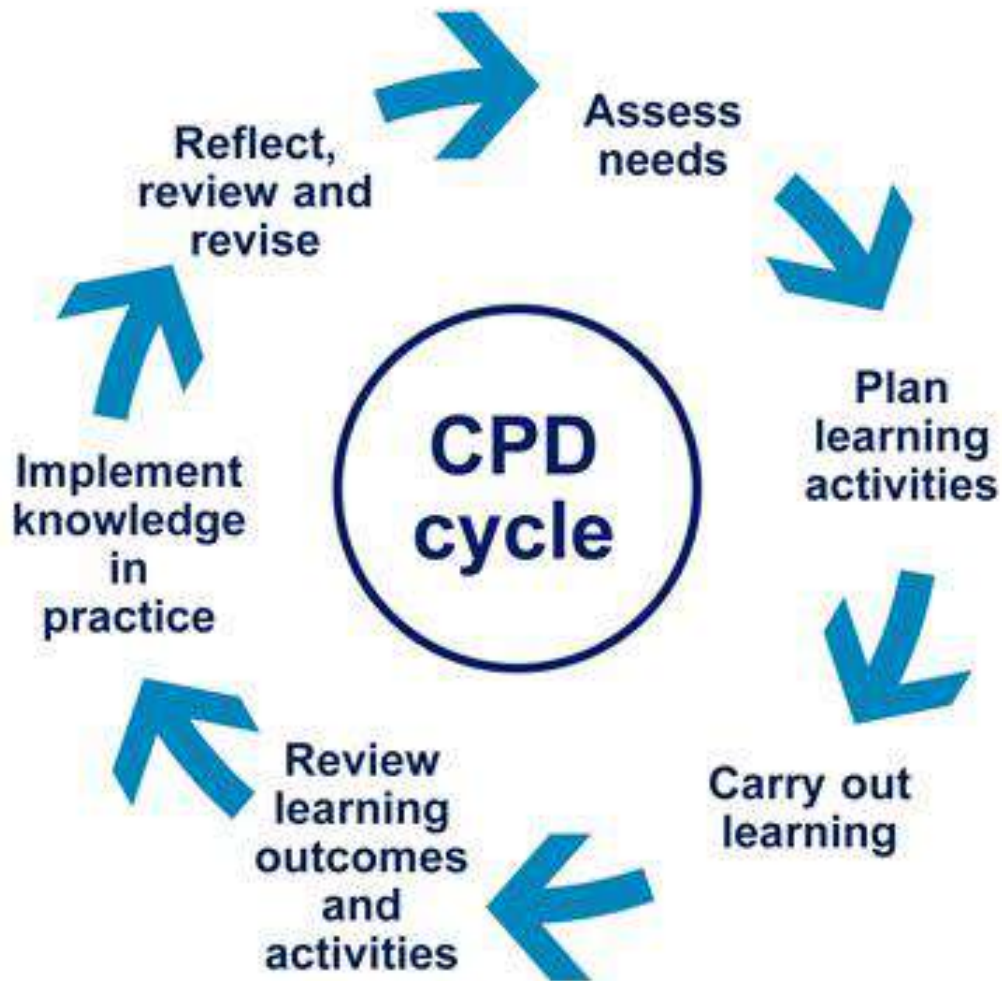 CPD
cycle
Assess
needs
Plan
learning
activities
Carry out
learning
Review
learning
outcomes
and
activities
Implement
knowledge
in
practice
Reflect,
review and
revise